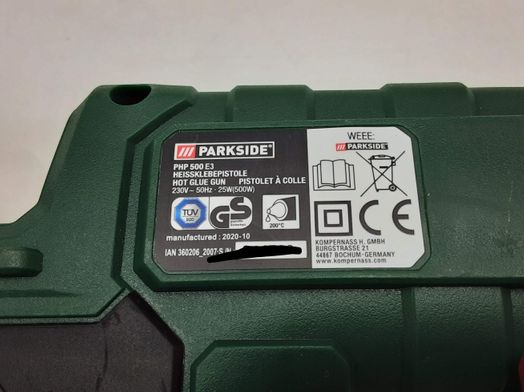 PARKSIDE®
PHP 500 E3
HEISSKLEBEPISTOLE
HOT GLUE GUN PISTOLET À COLLE
230V ~ 50Hz · 25W(500W)
TÜV
SÜD
GS
200°C
manufactured : 2020-10
IAN 360206_2007-S/N
WEEE:
PARKSIDE
CE
KOMPERNASS H. GMBH
BURGSTRASSE 21
44867 BOCHUM · GERMANY
www.kompernass.com